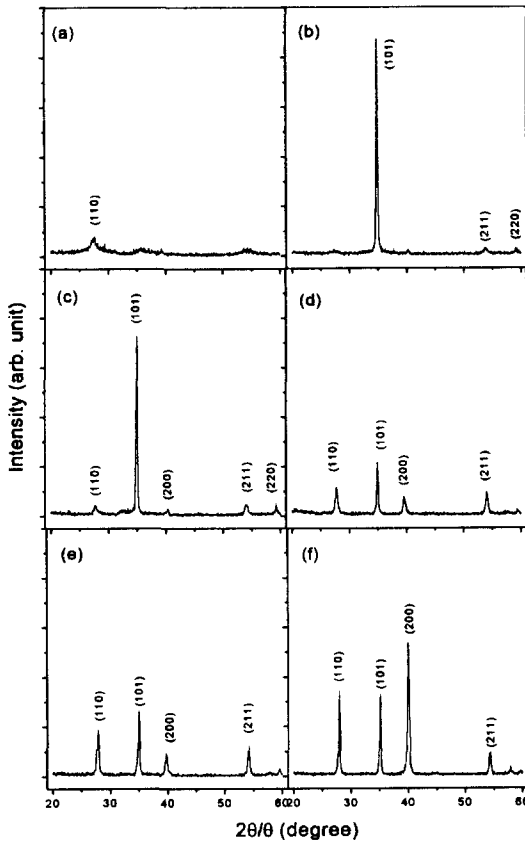 (a)
(110)
(b)
(101)
(211)
(220)
(c)
(110)
(101)
(200)
(211)
(220)
(d)
(110)
(101)
(200)
(211)
(e)
(110)
(101)
(200)
(211)
(f)
(110)
(101)
(200)
(211)
Intensity (arb. unit)
20 30 40 50 60
20 30 40 50 60
2θ/θ (degree)